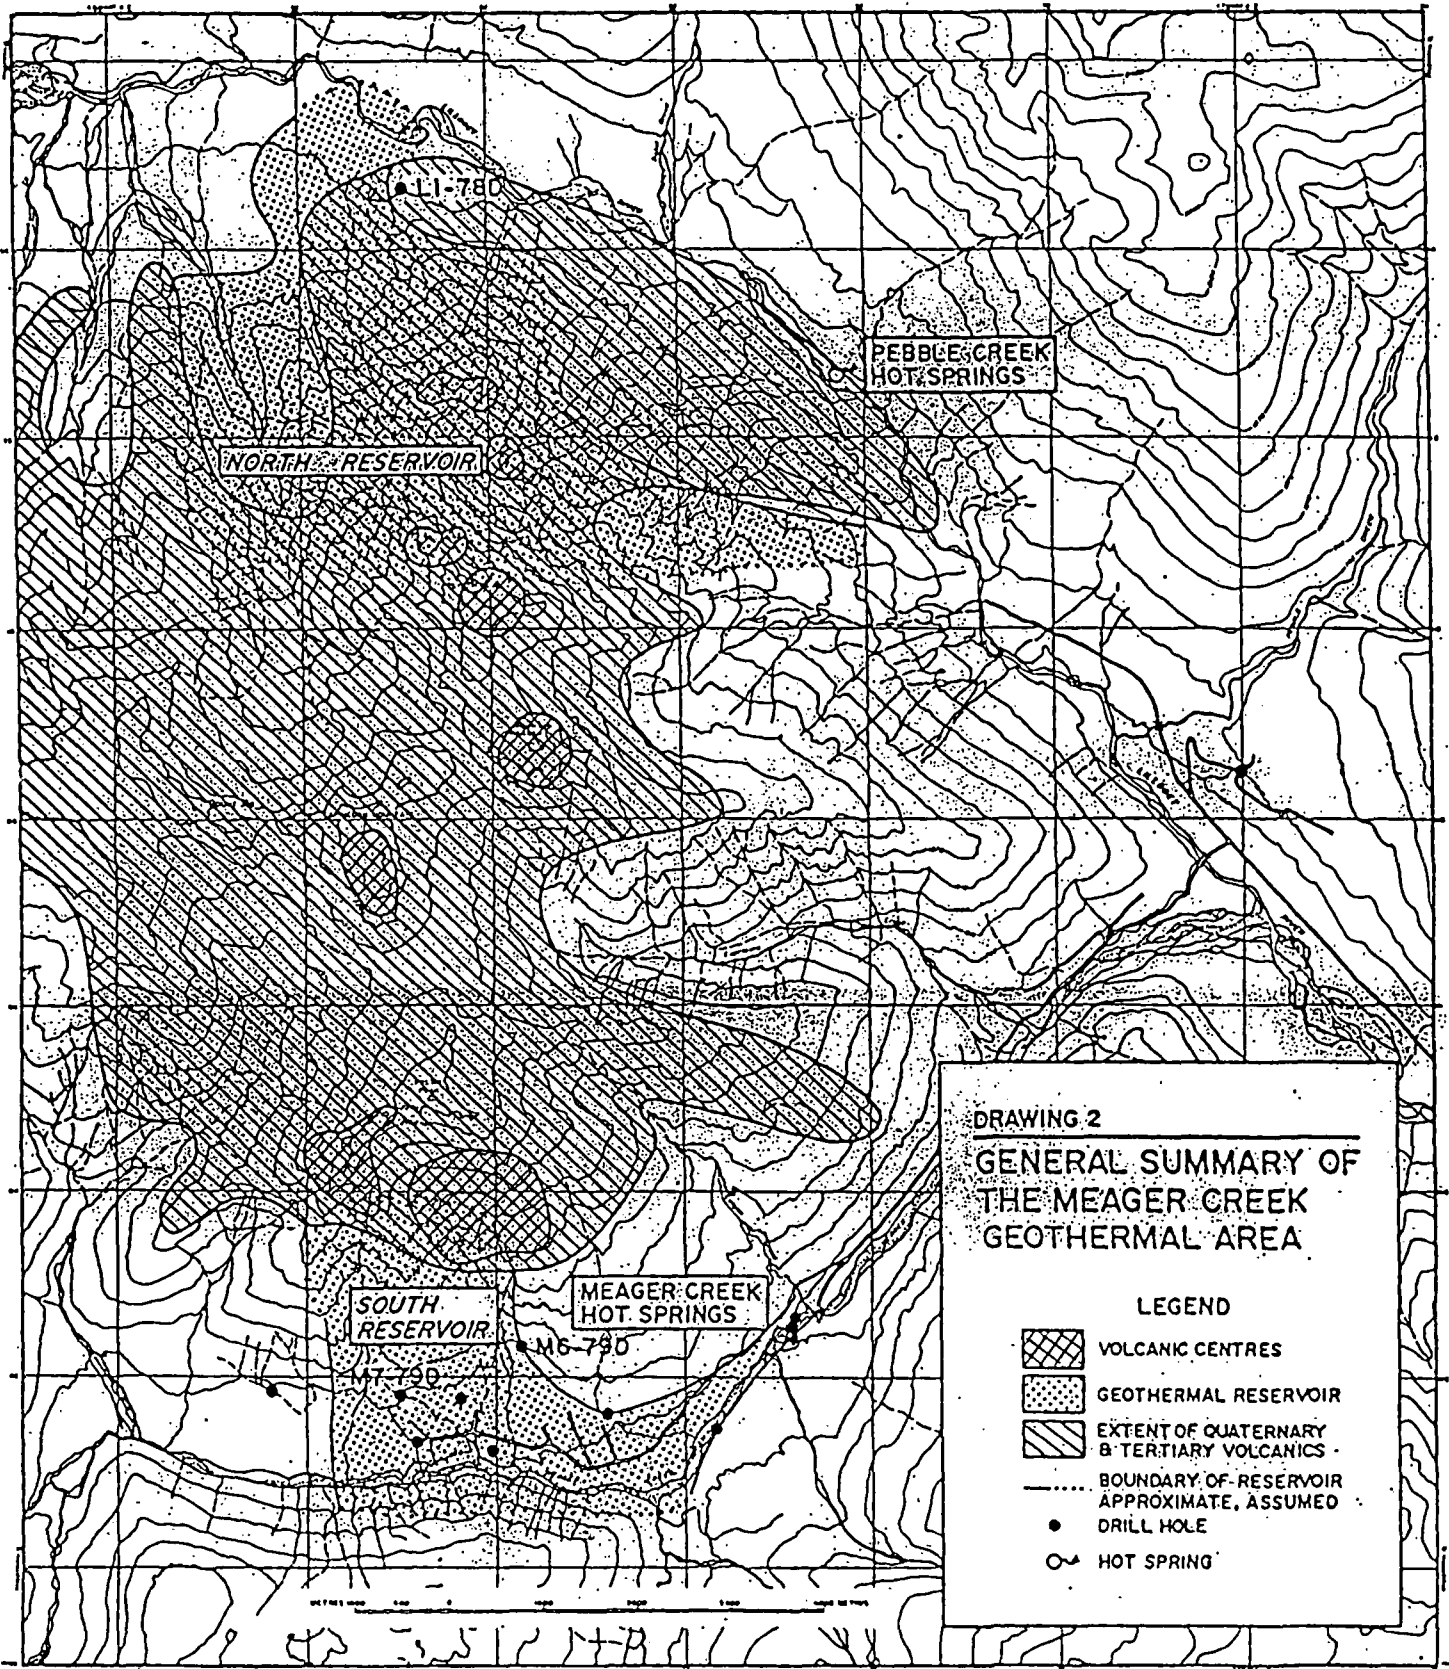 L1-78D
PEBBLE CREEK
HOT SPRINGS
NORTH RESERVOIR
SOUTH
RESERVOIR
MEAGER CREEK
HOT SPRINGS
M6-79D
M7-79D
DRAWING 2
GENERAL SUMMARY OF
THE MEAGER CREEK
GEOTHERMAL AREA
LEGEND
VOLCANIC CENTRES
GEOTHERMAL RESERVOIR
EXTENT OF QUATERNARY
& TERTIARY VOLCANICS
BOUNDARY OF RESERVOIR
APPROXIMATE, ASSUMED
DRILL HOLE
HOT SPRING